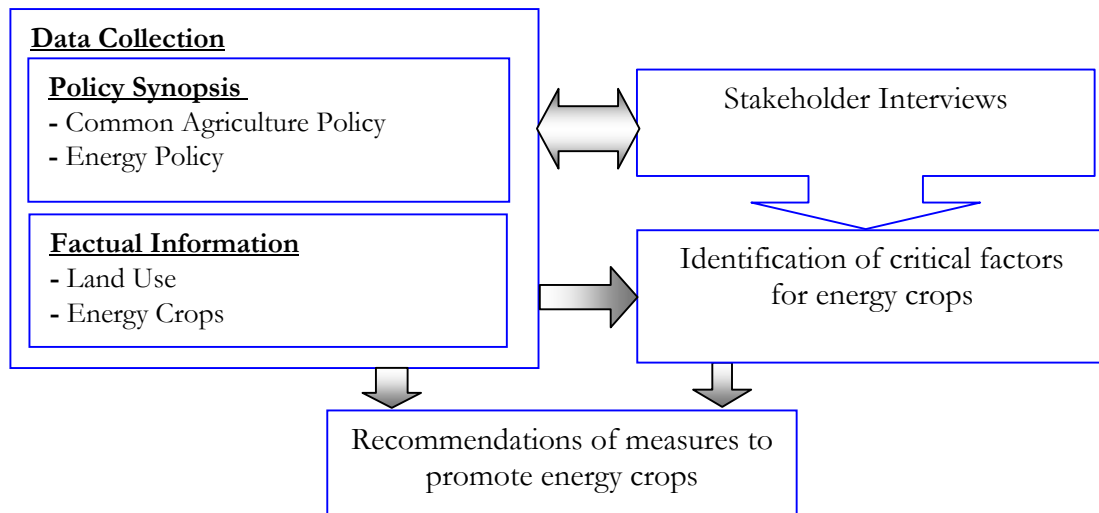 Data Collection
Policy Synopsis
- Common Agriculture Policy
- Energy Policy
Stakeholder Interviews
Factual Information
- Land Use
- Energy Crops
Identification of critical factors
for energy crops
Recommendations of measures to
promote energy crops